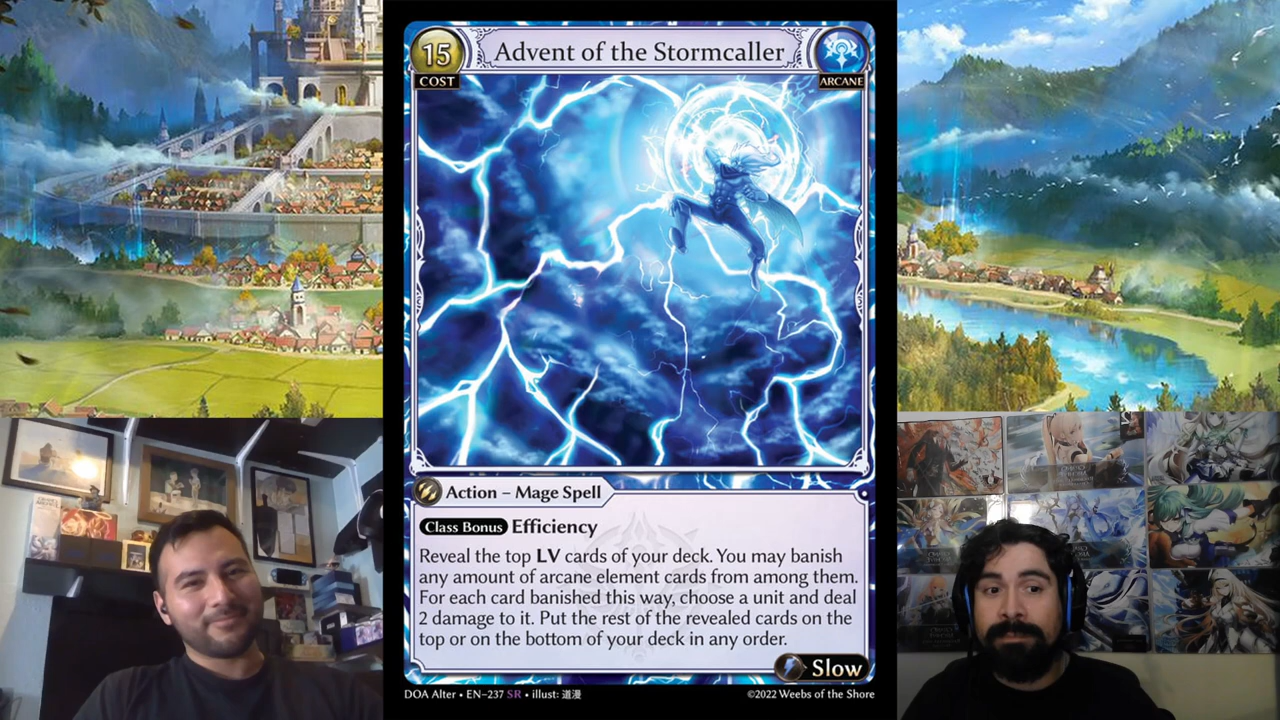 15
COST
Advent of the Stormcaller
ARCANE
Action – Mage Spell
Class Bonus Efficiency
Reveal the top LV cards of your deck. You may banish
any amount of arcane element cards from among them.
For each card banished this way, choose a unit and deal
2 damage to it. Put the rest of the revealed cards on the
top or on the bottom of your deck in any order.
Slow
DOA Alter • EN-237 SR • illust: 道漫
©2022 Weebs of the Shore